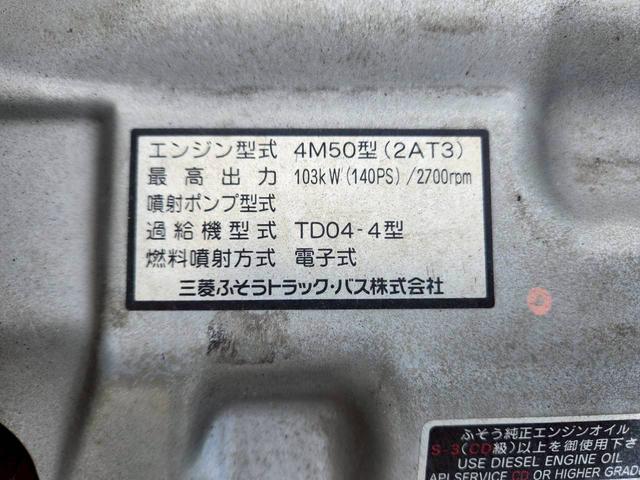 エンジン型式 4M50型(2AT3)
最高出力 103kW(140PS)/2700rpm
噴射ポンプ型式
過給機型式 TD04-4型
燃料噴射方式 電子式
三菱ふそうトラック・バス株式会社
ふそう純正エンジンオイル
S-3(CD級)以上を御使用下さ
USE DIESEL ENGINE OIL
API SERVICE CD OR HIGHER GRADE